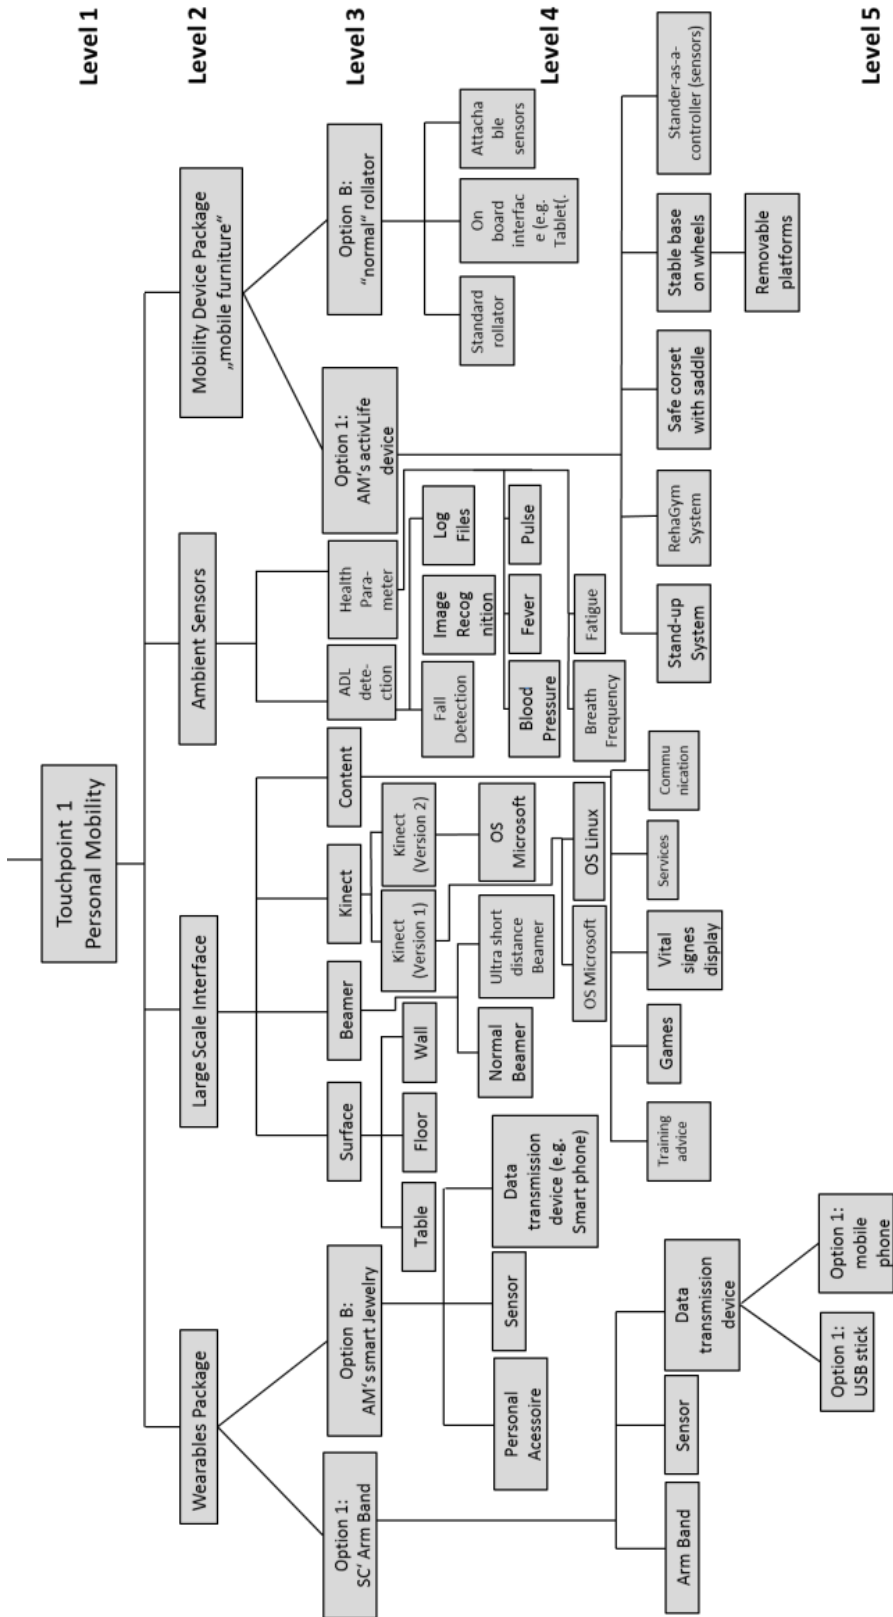 Level 1
Touchpoint 1
Personal Mobility
Level 2
Wearables Package
Large Scale Interface
Ambient Sensors
Mobility Device Package
„mobile furniture“
Level 3
Option 1:
SC‘ Arm Band
Option B:
AM‘s smart Jewelry
Surface
Beamer
Kinect
Content
ADL
dete-
ction
Health
Para-
meter
Option 1:
AM‘s activLife
device
Option B:
“normal“ rollator
Table
Floor
Wall
Kinect
(Version 1)
Kinect
(Version 2)
Fall
Detection
Image
Recog
nition
Log
Files
Level 4
Personal
Acessoire
Sensor
Data
transmission
device (e.g.
Smart phone)
Normal
Beamer
Ultra short
distance
Beamer
OS
Microsoft
OS Microsoft
OS Linux
Blood
Pressure
Fever
Pulse
Breath
Frequency
Fatigue
Standard
rollator
On
board
interfac
e (e.g.
Tablet(.
Attacha
ble
sensors
Arm Band
Sensor
Data
transmission
device
Training
advice
Games
Vital
signes
display
Services
Commu
nication
Stand-up
System
RehaGym
System
Safe corset
with saddle
Stable base
on wheels
Stander-as-a-
controller (sensors)
Removable
platforms
Level 5
Option 1:
USB stick
Option 1:
mobile
phone